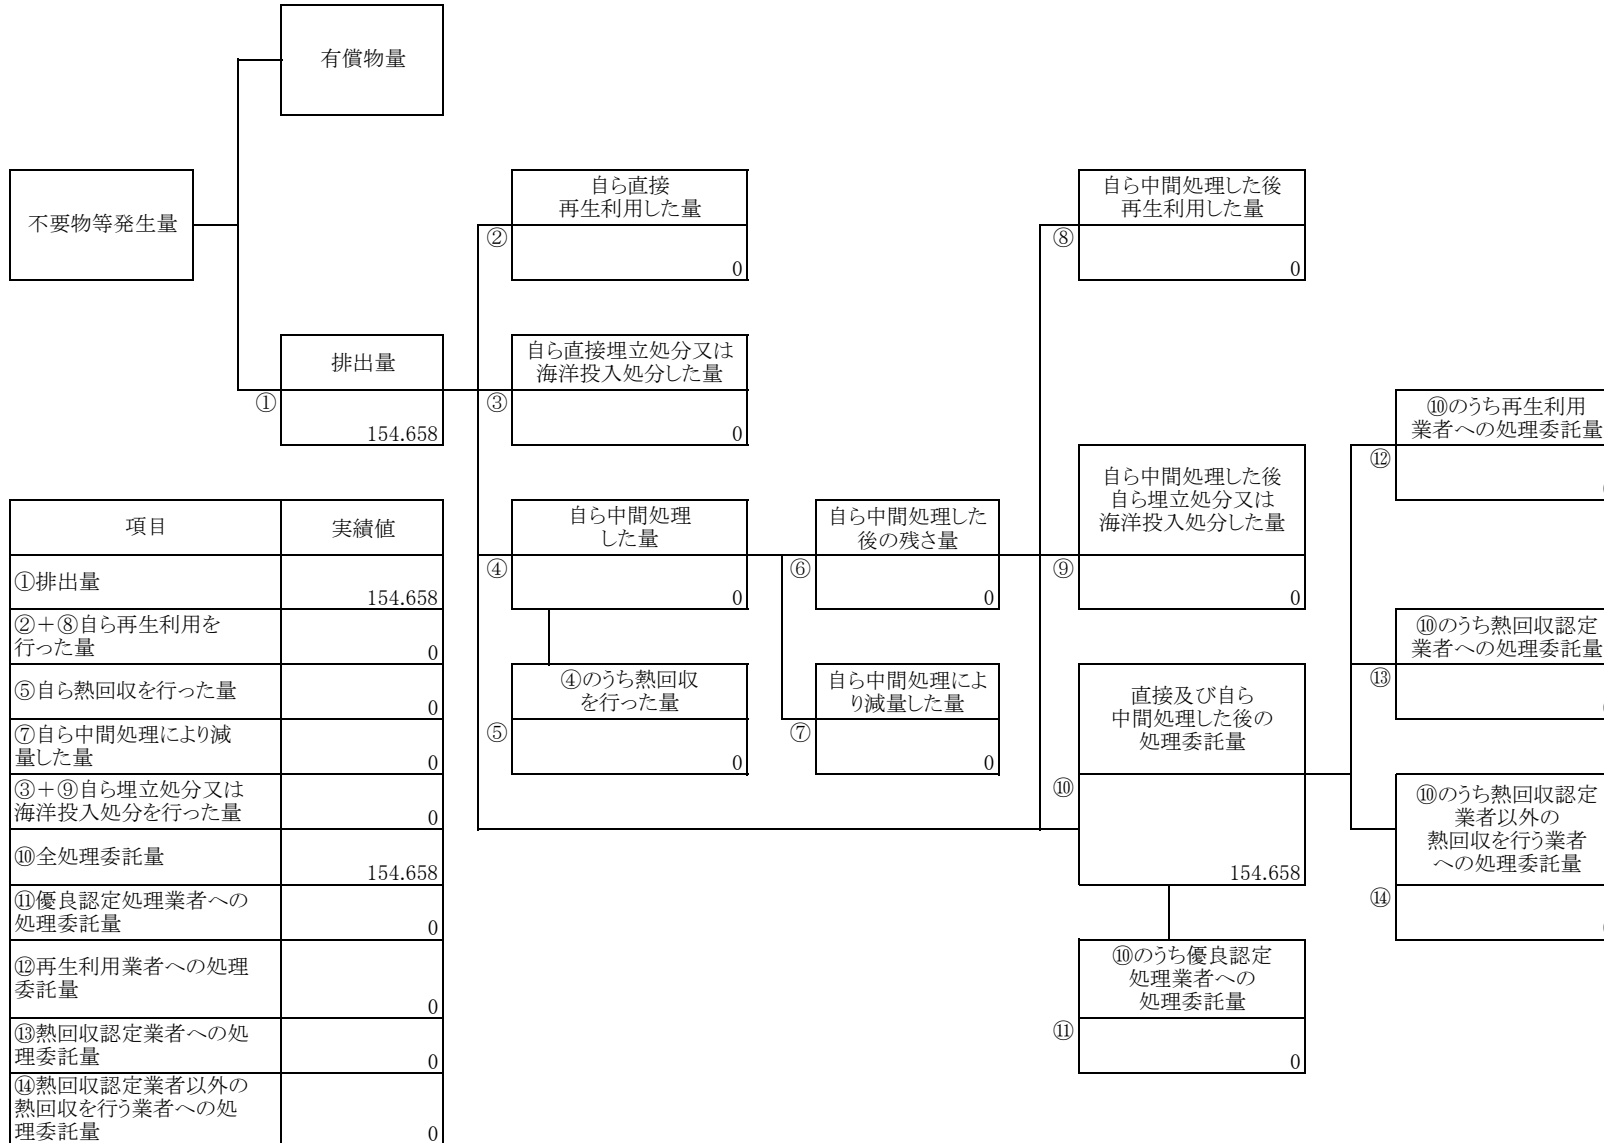 有償物量
不要物等発生量
排出量
①
154.658
自ら直接
再生利用した量
②
0
自ら直接埋立処分又は
海洋投入処分した量
③
0
自ら中間処理
した量
④
0
④のうち熱回収
を行った量
⑤
0
自ら中間処理した
後の残さ量
⑥
0
自ら中間処理によ
り減量した量
⑦
0
自ら中間処理した後
再生利用した量
⑧
0
自ら中間処理した後
自ら埋立処分又は
海洋投入処分した量
⑨
0
直接及び自ら
中間処理した後の
処理委託量
⑩
154.658
⑩のうち優良認定
処理業者への
処理委託量
⑪
0
⑩のうち再生利用
業者への処理委託量
⑫
⑩のうち熱回収認定
業者への処理委託量
⑬
⑩のうち熱回収認定
業者以外の
熱回収を行う業者
への処理委託量
⑭
項目 実績値
①排出量 154.658
②＋⑧自ら再生利用を
行った量 0
⑤自ら熱回収を行った量 0
⑦自ら中間処理により減
量した量 0
③＋⑨自ら埋立処分又は
海洋投入処分を行った量 0
⑩全処理委託量 154.658
⑪優良認定処理業者への
処理委託量 0
⑫再生利用業者への処理
委託量 0
⑬熱回収認定業者への処
理委託量 0
⑭熱回収認定業者以外の
熱回収を行う業者への処
理委託量 0